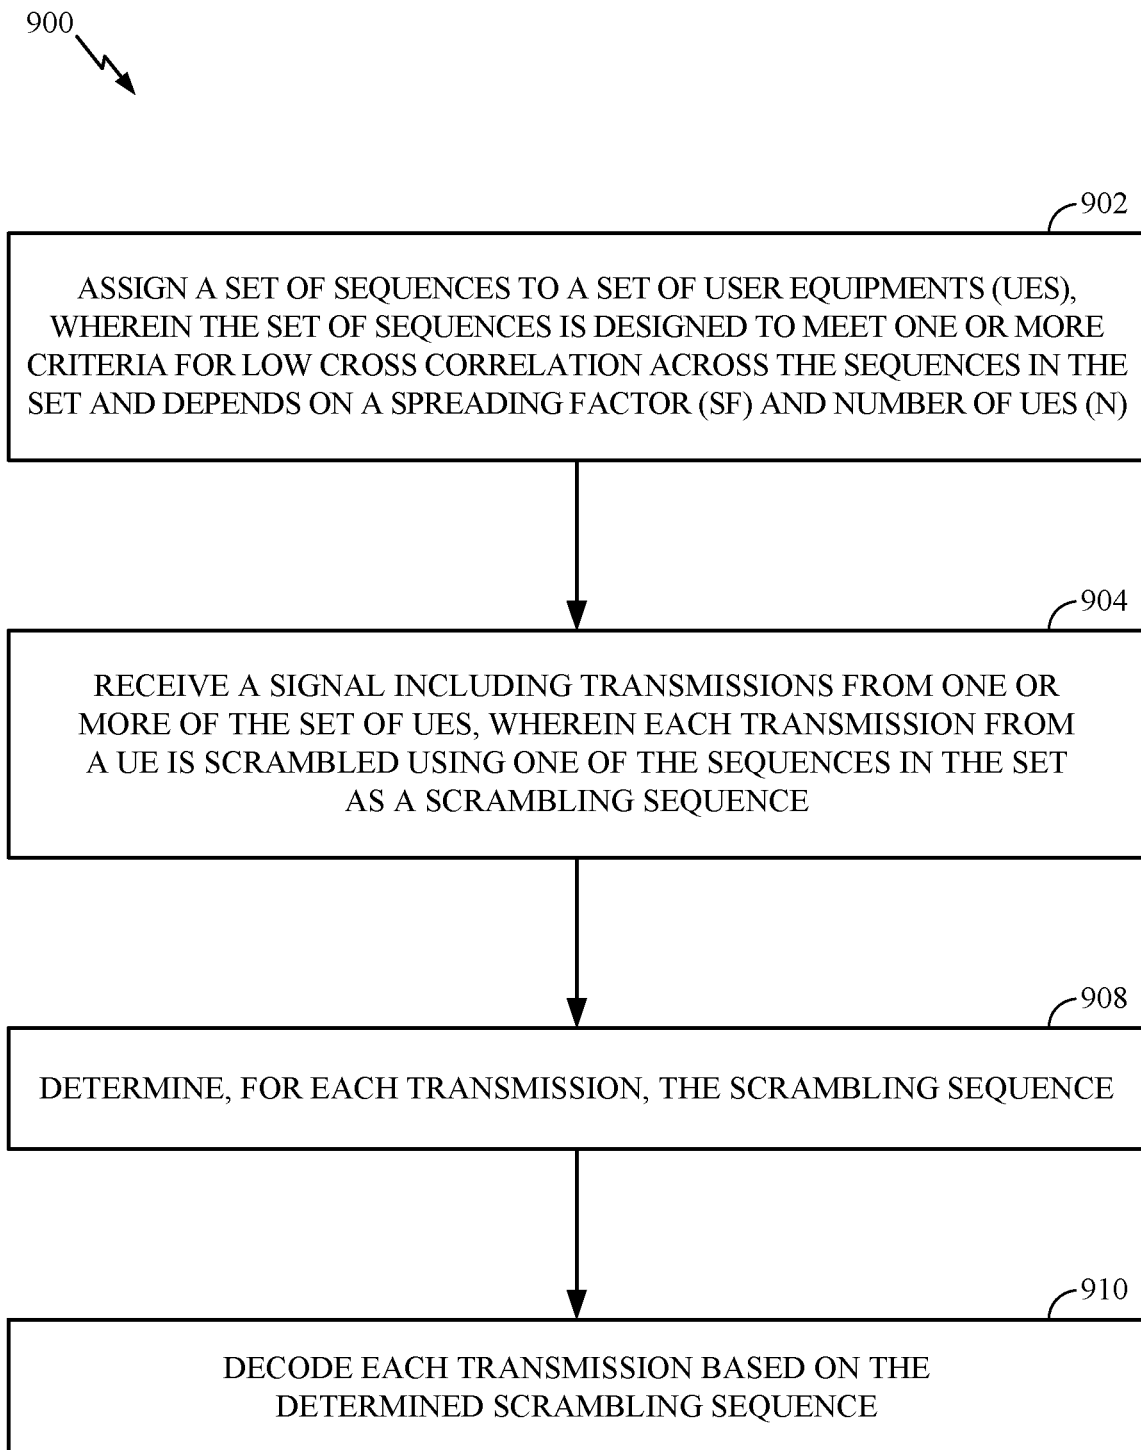 900
902
ASSIGN A SET OF SEQUENCES TO A SET OF USER EQUIPMENTS (UES),
WHEREIN THE SET OF SEQUENCES IS DESIGNED TO MEET ONE OR MORE
CRITERIA FOR LOW CROSS CORRELATION ACROSS THE SEQUENCES IN THE
SET AND DEPENDS ON A SPREADING FACTOR (SF) AND NUMBER OF UES (N)
904
RECEIVE A SIGNAL INCLUDING TRANSMISSIONS FROM ONE OR
MORE OF THE SET OF UES, WHEREIN EACH TRANSMISSION FROM
A UE IS SCRAMBLED USING ONE OF THE SEQUENCES IN THE SET
AS A SCRAMBLING SEQUENCE
908
DETERMINE, FOR EACH TRANSMISSION, THE SCRAMBLING SEQUENCE
910
DECODE EACH TRANSMISSION BASED ON THE
DETERMINED SCRAMBLING SEQUENCE